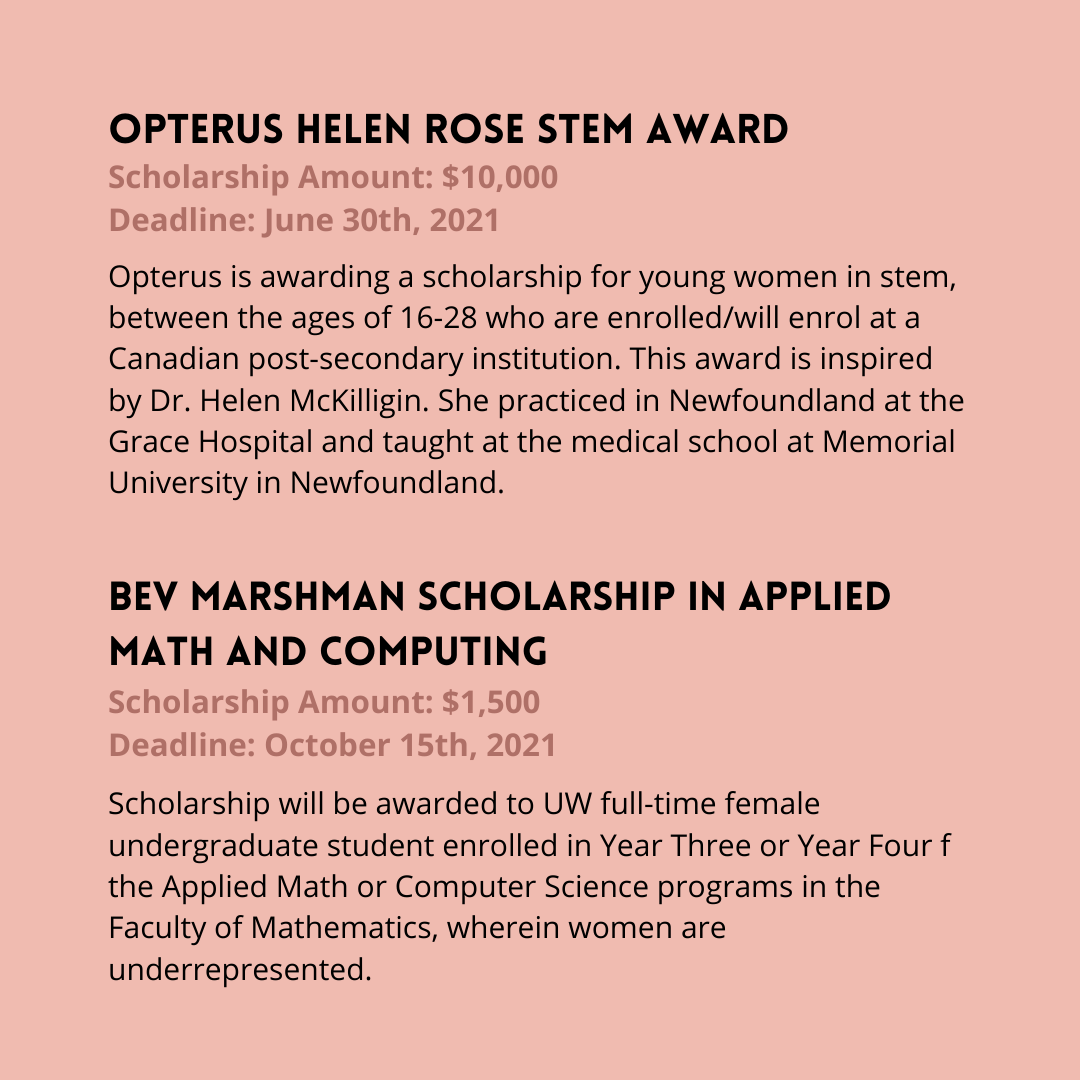 OPTERUS HELEN ROSE STEM AWARD
Scholarship Amount: $10,000
Deadline: June 30th, 2021
Opterus is awarding a scholarship for young women in stem,
between the ages of 16-28 who are enrolled/will enrol at a
Canadian post-secondary institution. This award is inspired
by Dr. Helen McKilligin. She practiced in Newfoundland at the
Grace Hospital and taught at the medical school at Memorial
University in Newfoundland.
BEV MARSHMAN SCHOLARSHIP IN APPLIED
MATH AND COMPUTING
Scholarship Amount: $1,500
Deadline: October 15th, 2021
Scholarship will be awarded to UW full-time female
undergraduate student enrolled in Year Three or Year Four f
the Applied Math or Computer Science programs in the
Faculty of Mathematics, wherein women are
underrepresented.